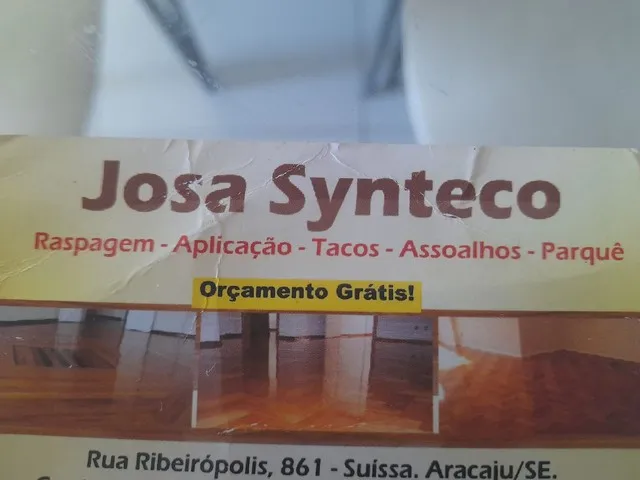 Josa Synteco
Raspagem - Aplicação - Tacos - Assoalhos - Parquê
Orçamento Grátis!
Rua Ribeirópolis, 861 - Suíssa. Aracaju/SE.